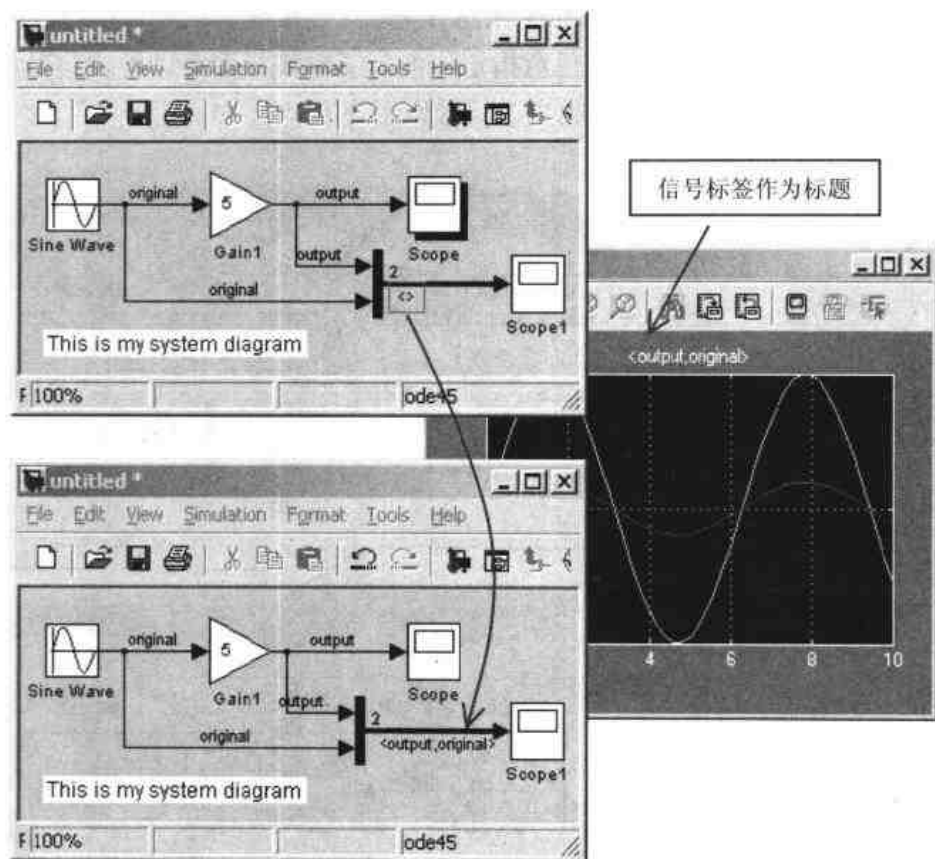 untitled *
File Edit View Simulation Format Tools Help
original
5
output
Sine Wave
Gain1
Scope
output
2
original
<>
Scope1
This is my system diagram
100%
ode45
信号标签作为标题
<output,original>
4 6 8 10
untitled *
File Edit View Simulation Format Tools Help
original
5
output
Sine Wave
Gain1
Scope
output
2
original
<output,original>
Scope1
This is my system diagram
100%
ode45